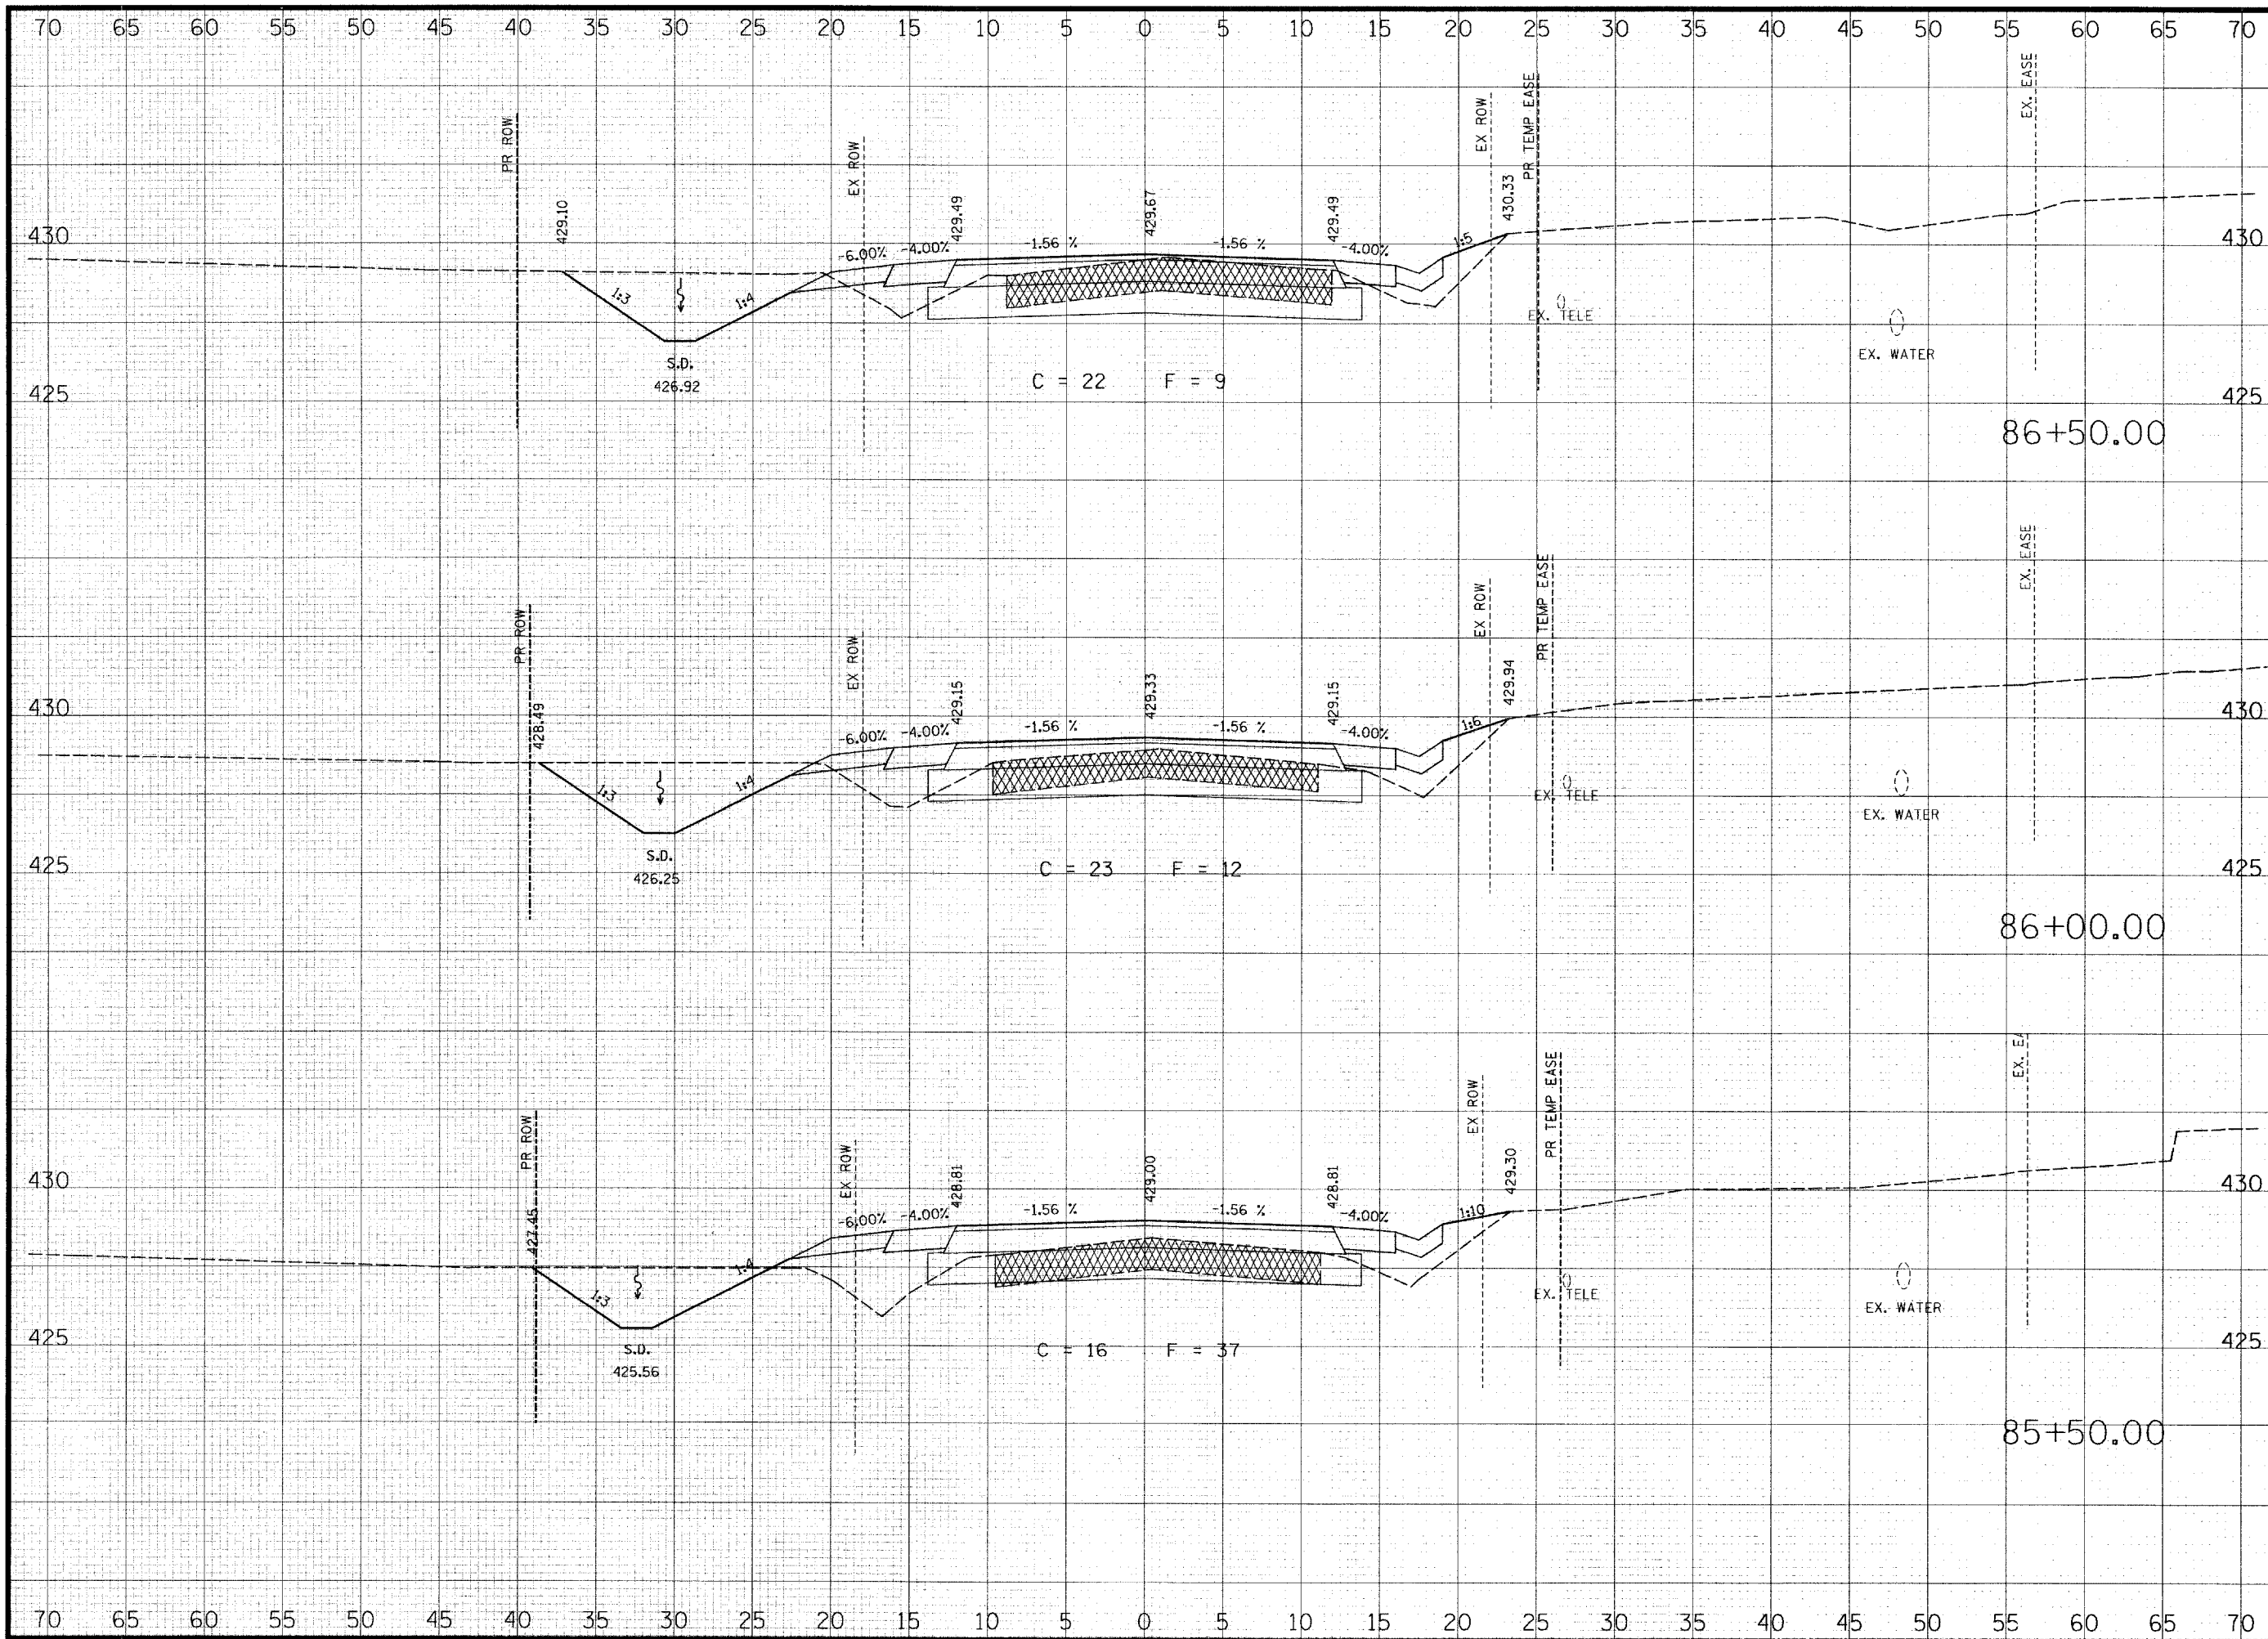 70 65 60 55 50 45 40 35 30 25 20 15 10 5 0 5 10 15 20 25 30 35 40 45 50 55 60 65 70
PR ROW
429.10
EX ROW
-6.00%
-4.00%
429.49
-1.56 %
429.67
-1.56 %
429.49
-4.00%
EX ROW
430.33
PR TEMP EASE
EX. EASE
430
1:3
1:4
1:5
430
EX. TELE
EX. WATER
S.D.
426.92
C = 22 F = 9
425
425
86+50.00
PR ROW
428.49
EX ROW
-6.00%
-4.00%
429.15
-1.56 %
429.33
-1.56 %
429.15
-4.00%
EX ROW
429.94
PR TEMP EASE
EX. EASE
430
1:3
1:4
1:6
430
EX. TELE
EX. WATER
S.D.
426.25
C = 23 F = 12
425
425
86+00.00
PR ROW
427.45
EX ROW
-6.00%
-4.00%
428.81
-1.56 %
429.00
-1.56 %
428.81
-4.00%
EX ROW
429.30
PR TEMP EASE
EX. EA
430
1:3
1:4
1:10
430
EX. TELE
EX. WATER
S.D.
425.56
C = 16 F = 37
425
425
85+50.00
70 65 60 55 50 45 40 35 30 25 20 15 10 5 0 5 10 15 20 25 30 35 40 45 50 55 60 65 70